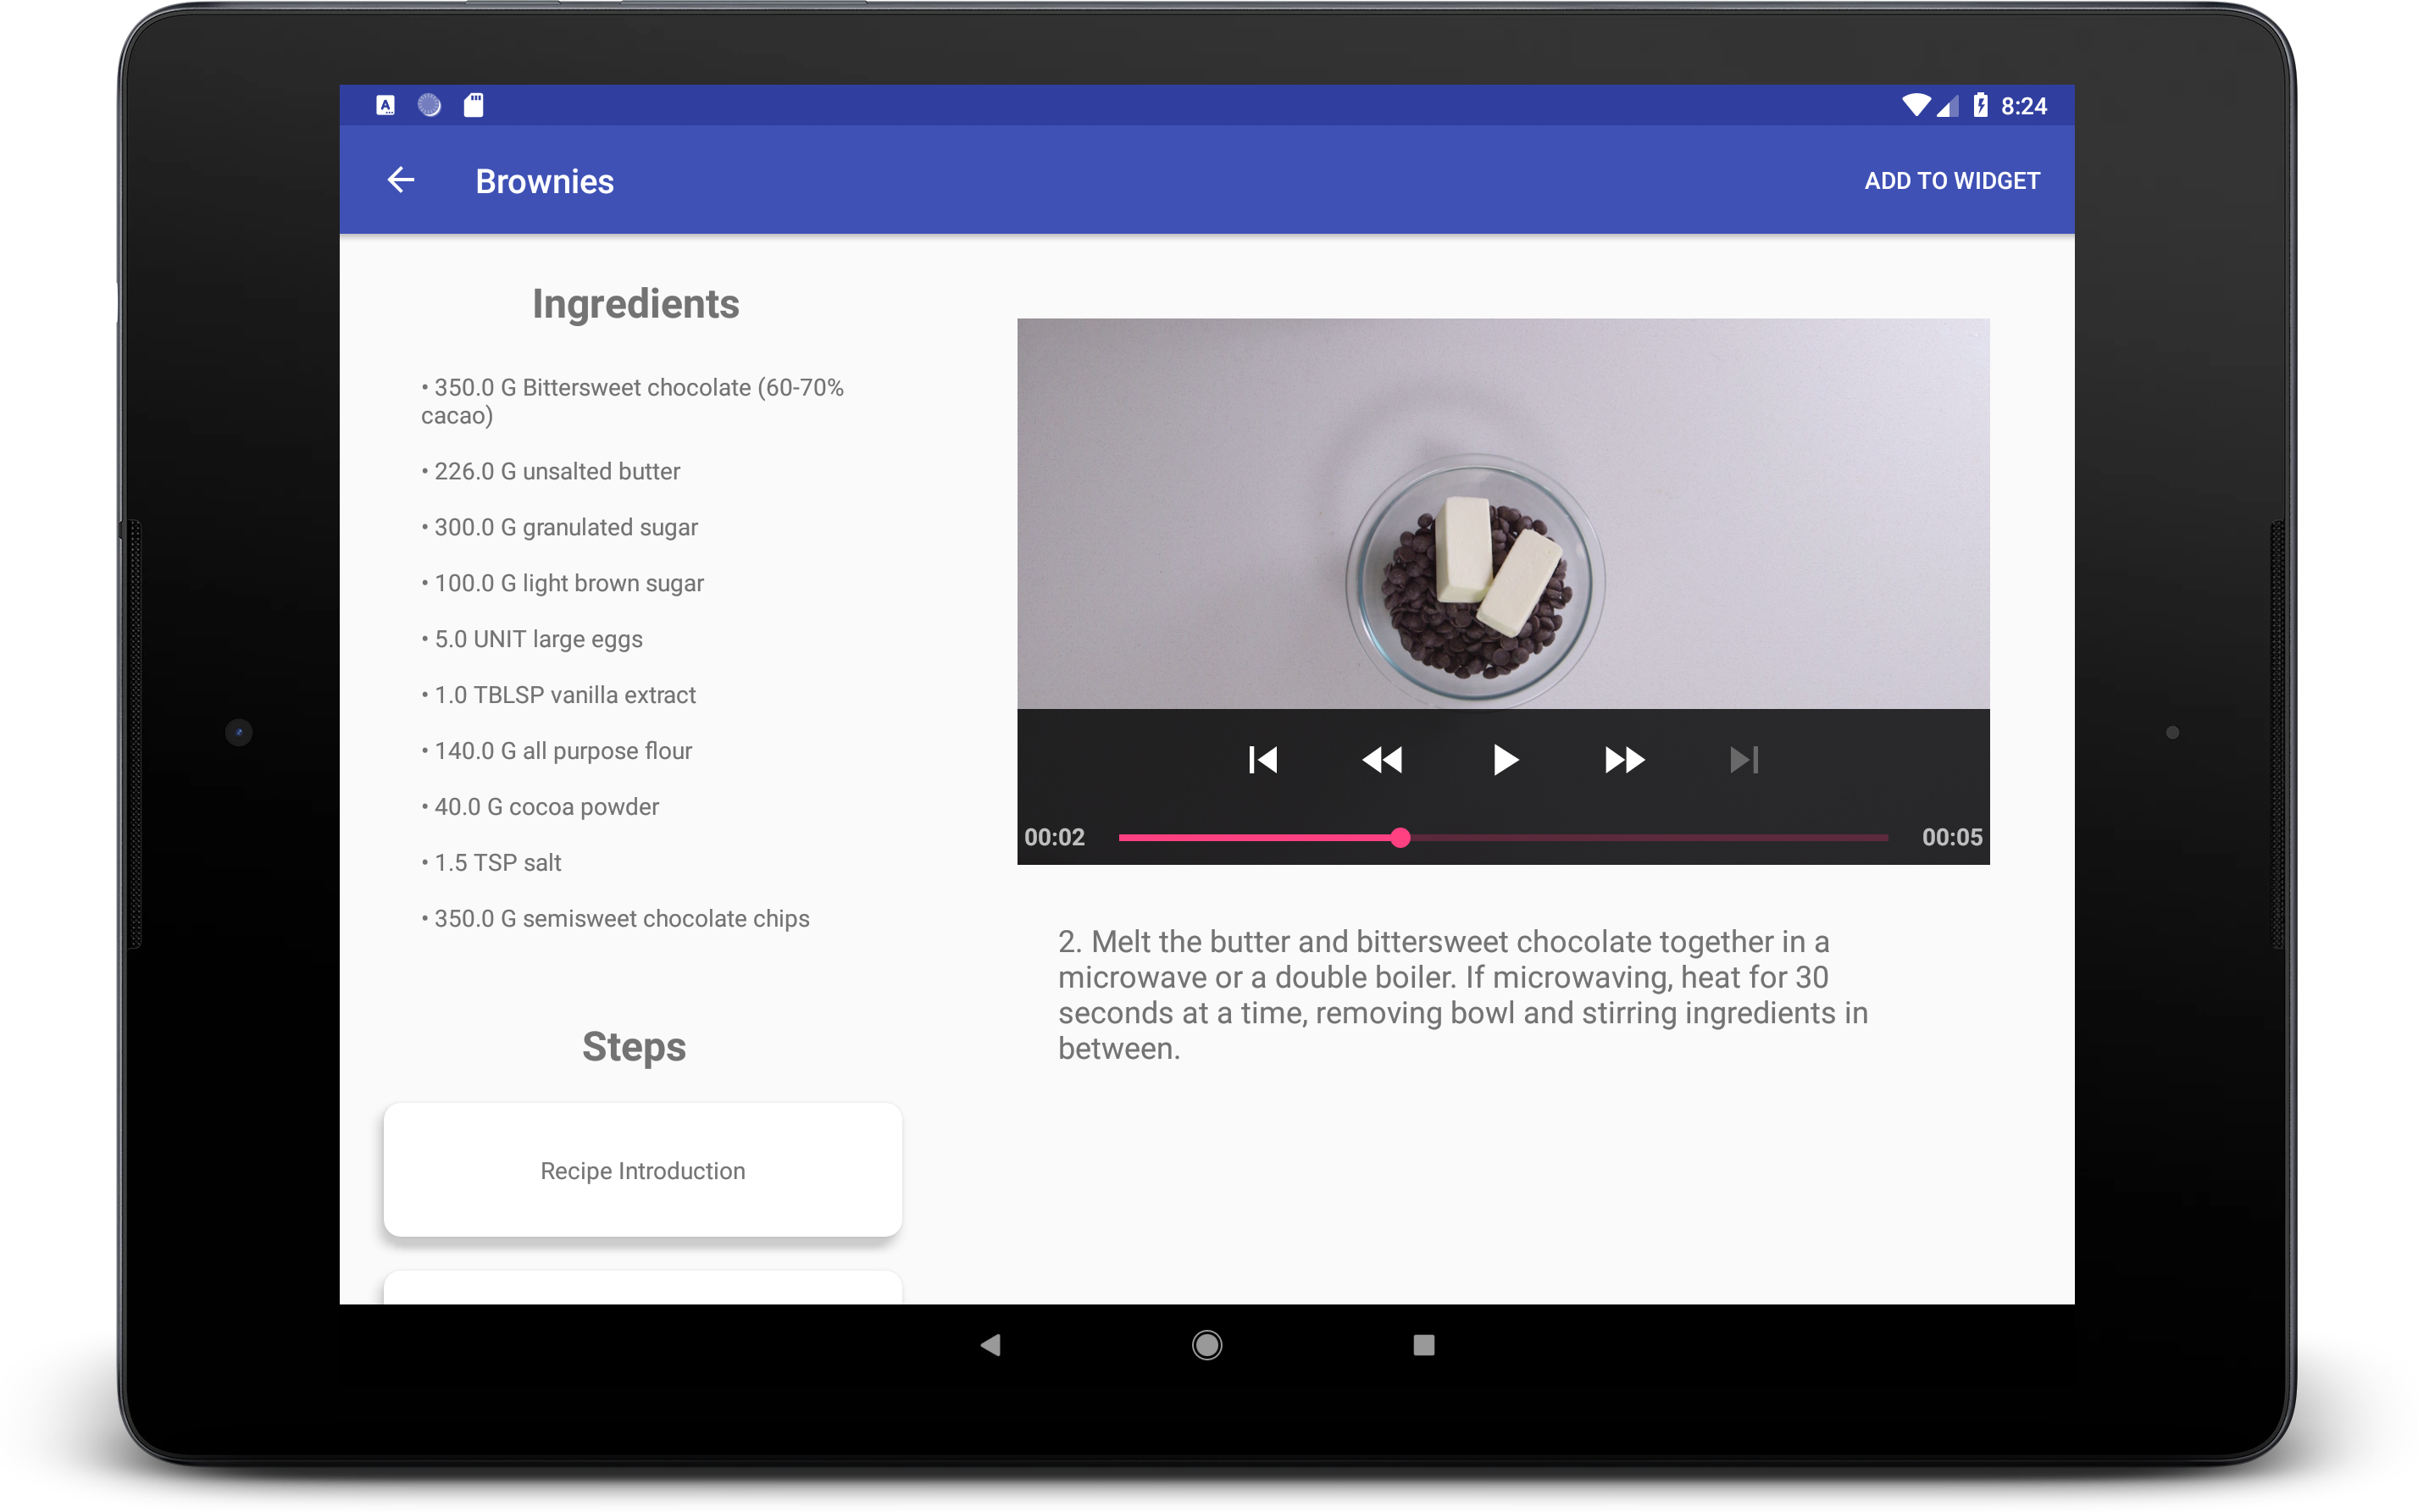 8:24
Brownies
ADD TO WIDGET
Ingredients
• 350.0 G Bittersweet chocolate (60-70%
cacao)
• 226.0 G unsalted butter
• 300.0 G granulated sugar
• 100.0 G light brown sugar
• 5.0 UNIT large eggs
• 1.0 TBLSP vanilla extract
• 140.0 G all purpose flour
• 40.0 G cocoa powder
• 1.5 TSP salt
• 350.0 G semisweet chocolate chips
Steps
Recipe Introduction
00:02
00:05
2. Melt the butter and bittersweet chocolate together in a
microwave or a double boiler. If microwaving, heat for 30
seconds at a time, removing bowl and stirring ingredients in
between.